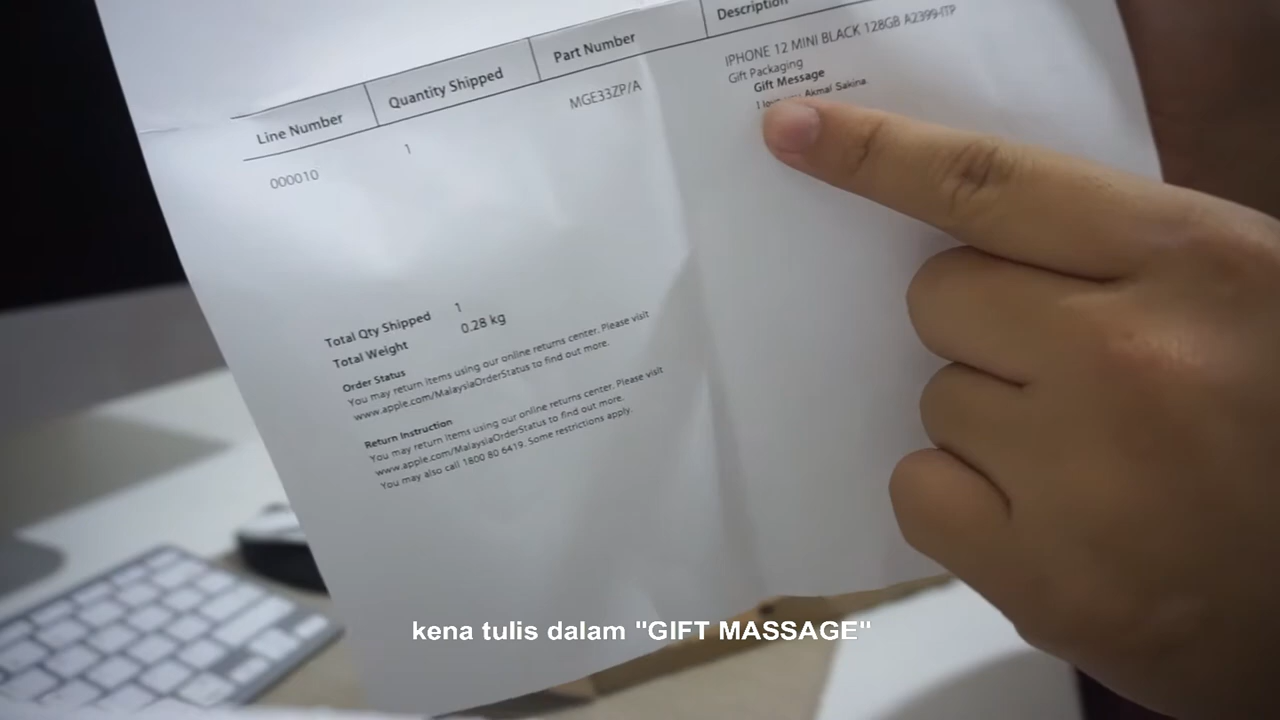 Line Number
Quantity Shipped
Part Number
Description
000010
1
MGE33ZP/A
IPHONE 12 MINI BLACK 128GB A2399-ITP
Gift Packaging
Gift Message
I love you Akmal Sakina
Total Qty Shipped 1
Total Weight 0.28 kg
Order Status
You may return items using our online returns center. Please visit
www.apple.com/MalaysiaOrderStatus to find out more.
Return Instruction
You may return items using our online returns center. Please visit
www.apple.com/MalaysiaOrderStatus to find out more.
You may also call 1800 80 6419. Some restrictions apply.
kena tulis dalam "GIFT MASSAGE"